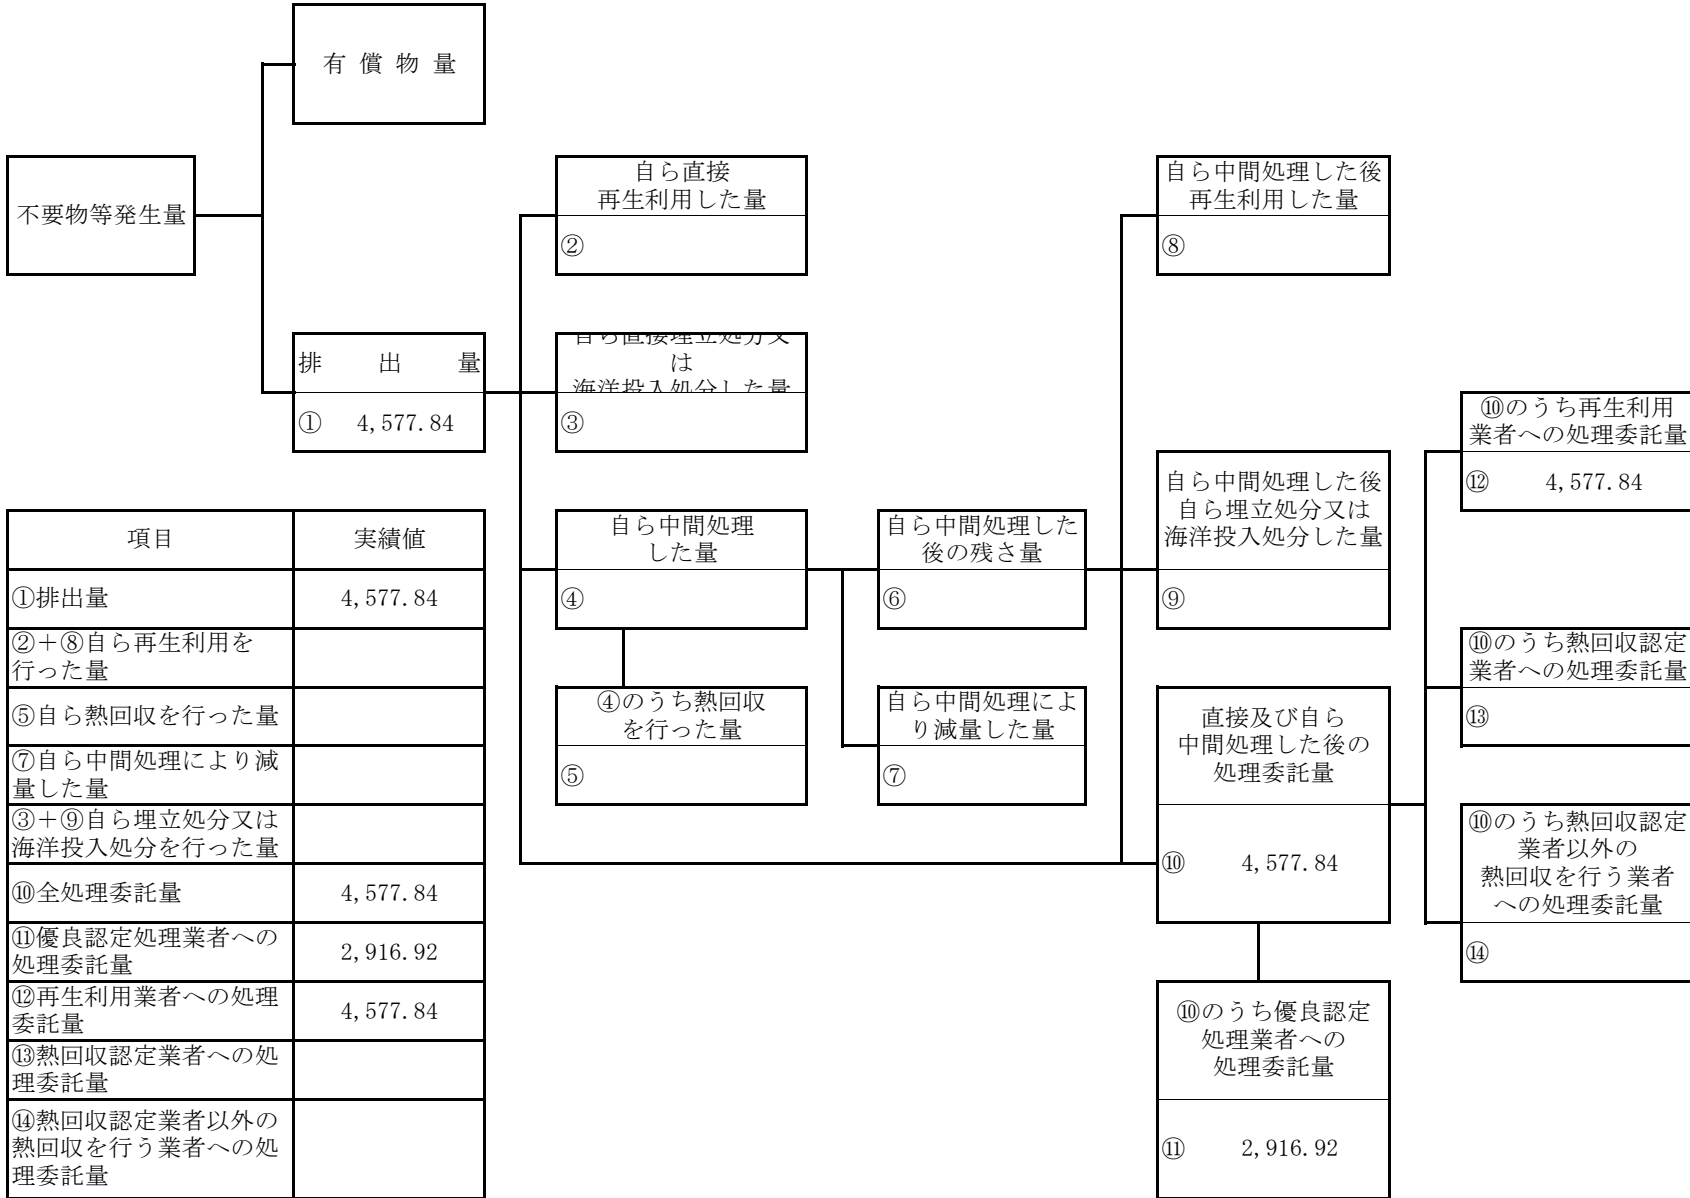 有償物量
不要物等発生量
自ら直接
再生利用した量
②
自ら中間処理した後
再生利用した量
⑧
排出量
① 4,577.84
自ら直接埋立処分又
は
海洋投入処分した量
③
⑩のうち再生利用
業者への処理委託量
⑫ 4,577.84
自ら中間処理した後
自ら埋立処分又は
海洋投入処分した量
⑨
自ら中間処理
した量
④
自ら中間処理した
後の残さ量
⑥
⑩のうち熱回収認定
業者への処理委託量
⑬
④のうち熱回収
を行った量
⑤
自ら中間処理によ
り減量した量
⑦
直接及び自ら
中間処理した後の
処理委託量
⑩ 4,577.84
⑩のうち熱回収認定
業者以外の
熱回収を行う業者
への処理委託量
⑭
⑩のうち優良認定
処理業者への
処理委託量
⑪ 2,916.92
項目 実績値
①排出量 4,577.84
②＋⑧自ら再生利用を
行った量
⑤自ら熱回収を行った量
⑦自ら中間処理により減
量した量
③＋⑨自ら埋立処分又は
海洋投入処分を行った量
⑩全処理委託量 4,577.84
⑪優良認定処理業者への
処理委託量 2,916.92
⑫再生利用業者への処理
委託量 4,577.84
⑬熱回収認定業者への処
理委託量
⑭熱回収認定業者以外の
熱回収を行う業者への処
理委託量